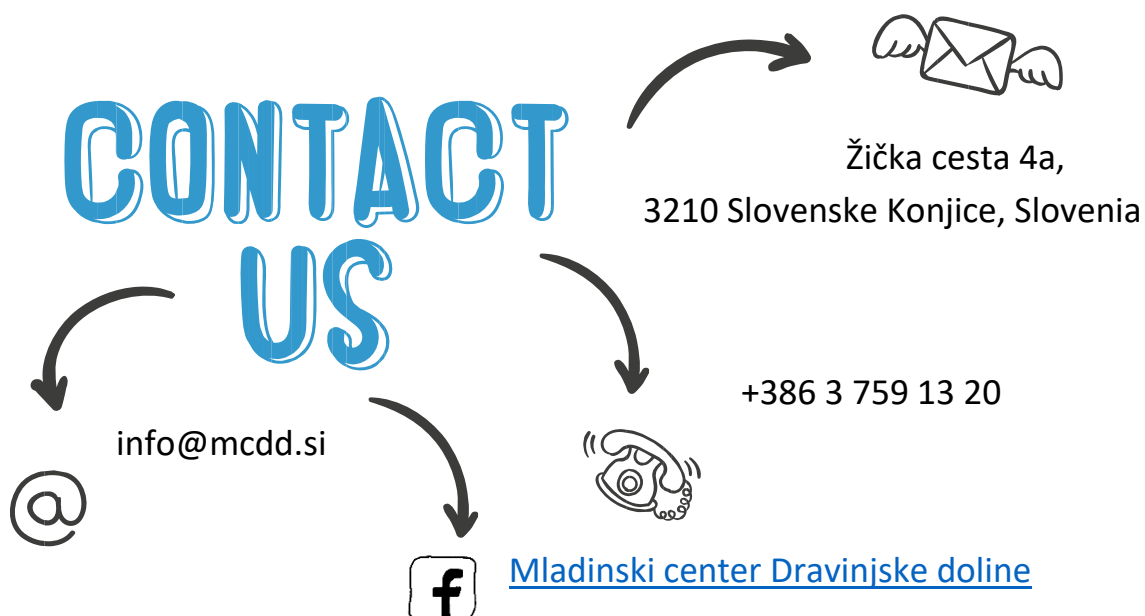 CONTACT
US
Žička cesta 4a,
3210 Slovenske Konjice, Slovenia
+386 3 759 13 20
info@mcdd.si
@
f
Mladinski center Dravinjske doline